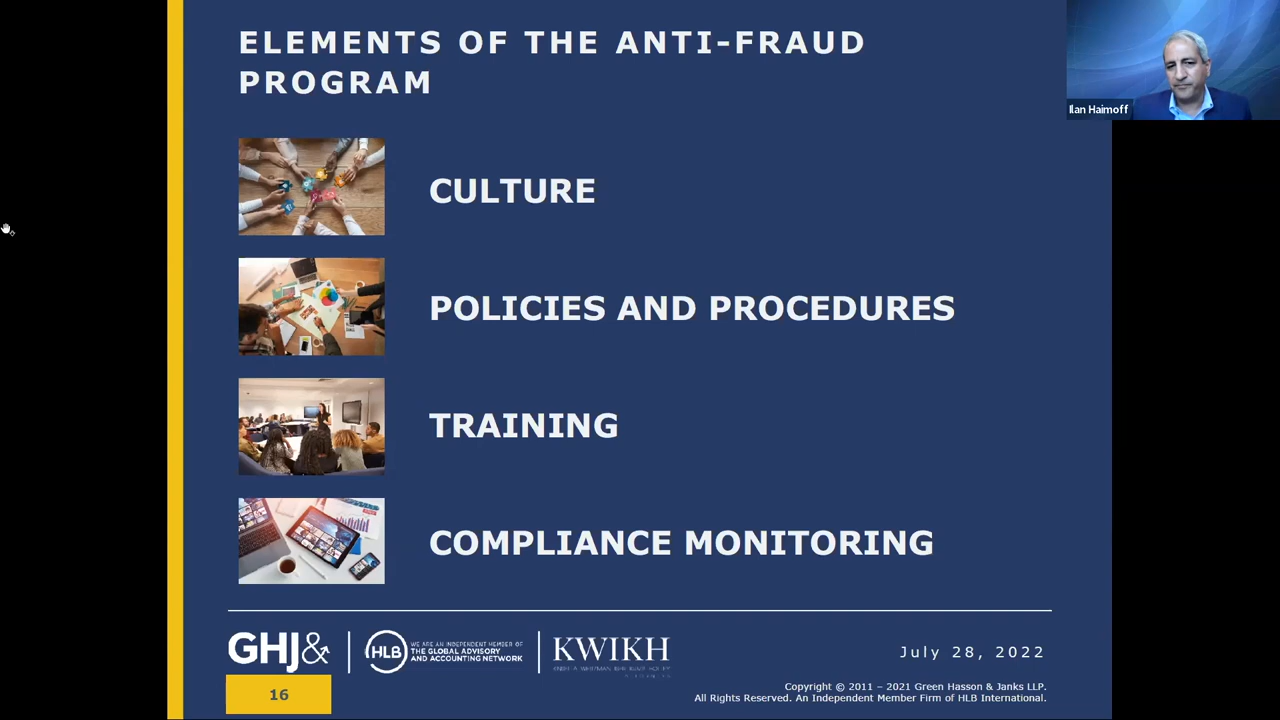 ELEMENTS OF THE ANTI-FRAUD
PROGRAM
Ilan Haimoff
CULTURE
POLICIES AND PROCEDURES
TRAINING
COMPLIANCE MONITORING
GHJ&
HLB
WE ARE AN INDEPENDENT MEMBER OF
THE GLOBAL ADVISORY
AND ACCOUNTING NETWORK
KWIKH
July 28, 2022
16
Copyright © 2011 – 2021 Green Hasson & Janks LLP.
All Rights Reserved. An Independent Member Firm of HLB International.